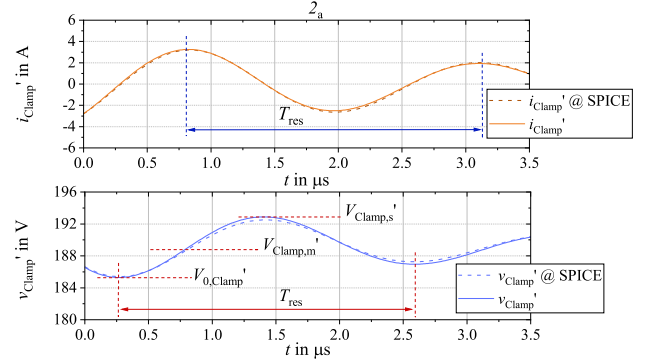 2a
6
4
2
0
-2
-4
-6
iClamp' in A
Tres
iClamp' @ SPICE
iClamp'
0.0 0.5 1.0 1.5 2.0 2.5 3.0 3.5
t in μs
196
192
188
184
180
vClamp' in V
VClamp,s'
VClamp,m'
V0,Clamp'
Tres
vClamp' @ SPICE
vClamp'
0.0 0.5 1.0 1.5 2.0 2.5 3.0 3.5
t in μs